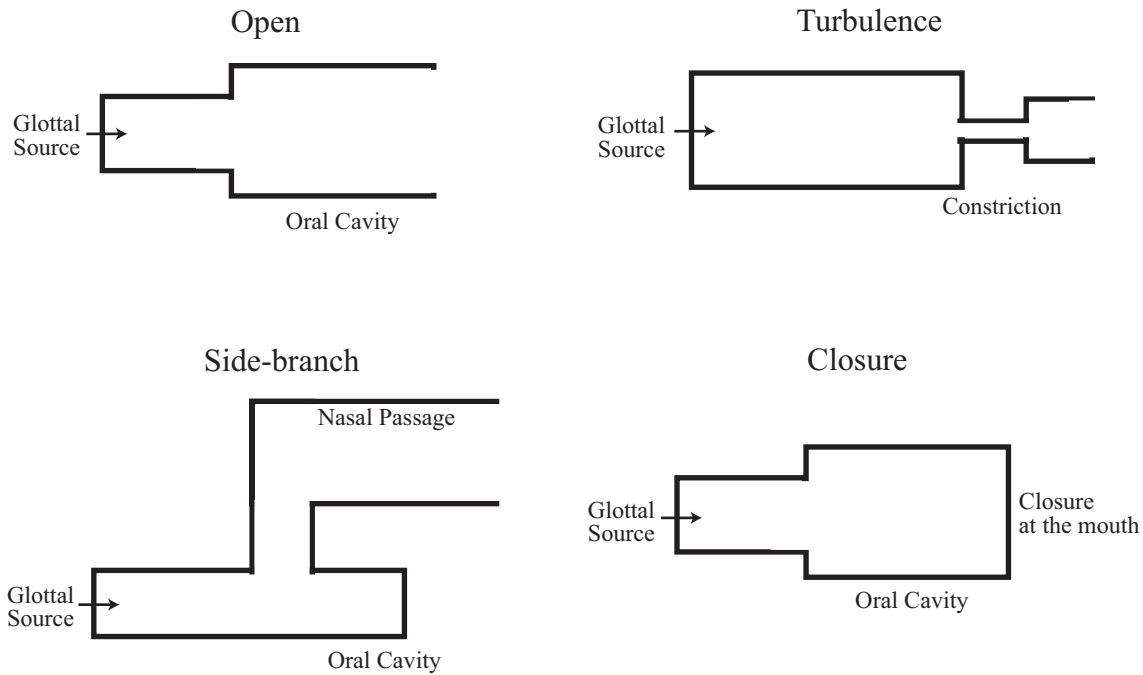 Open
Glottal
Source
Oral Cavity
Turbulence
Glottal
Source
Constriction
Side-branch
Nasal Passage
Glottal
Source
Oral Cavity
Closure
Glottal
Source
Closure
at the mouth
Oral Cavity